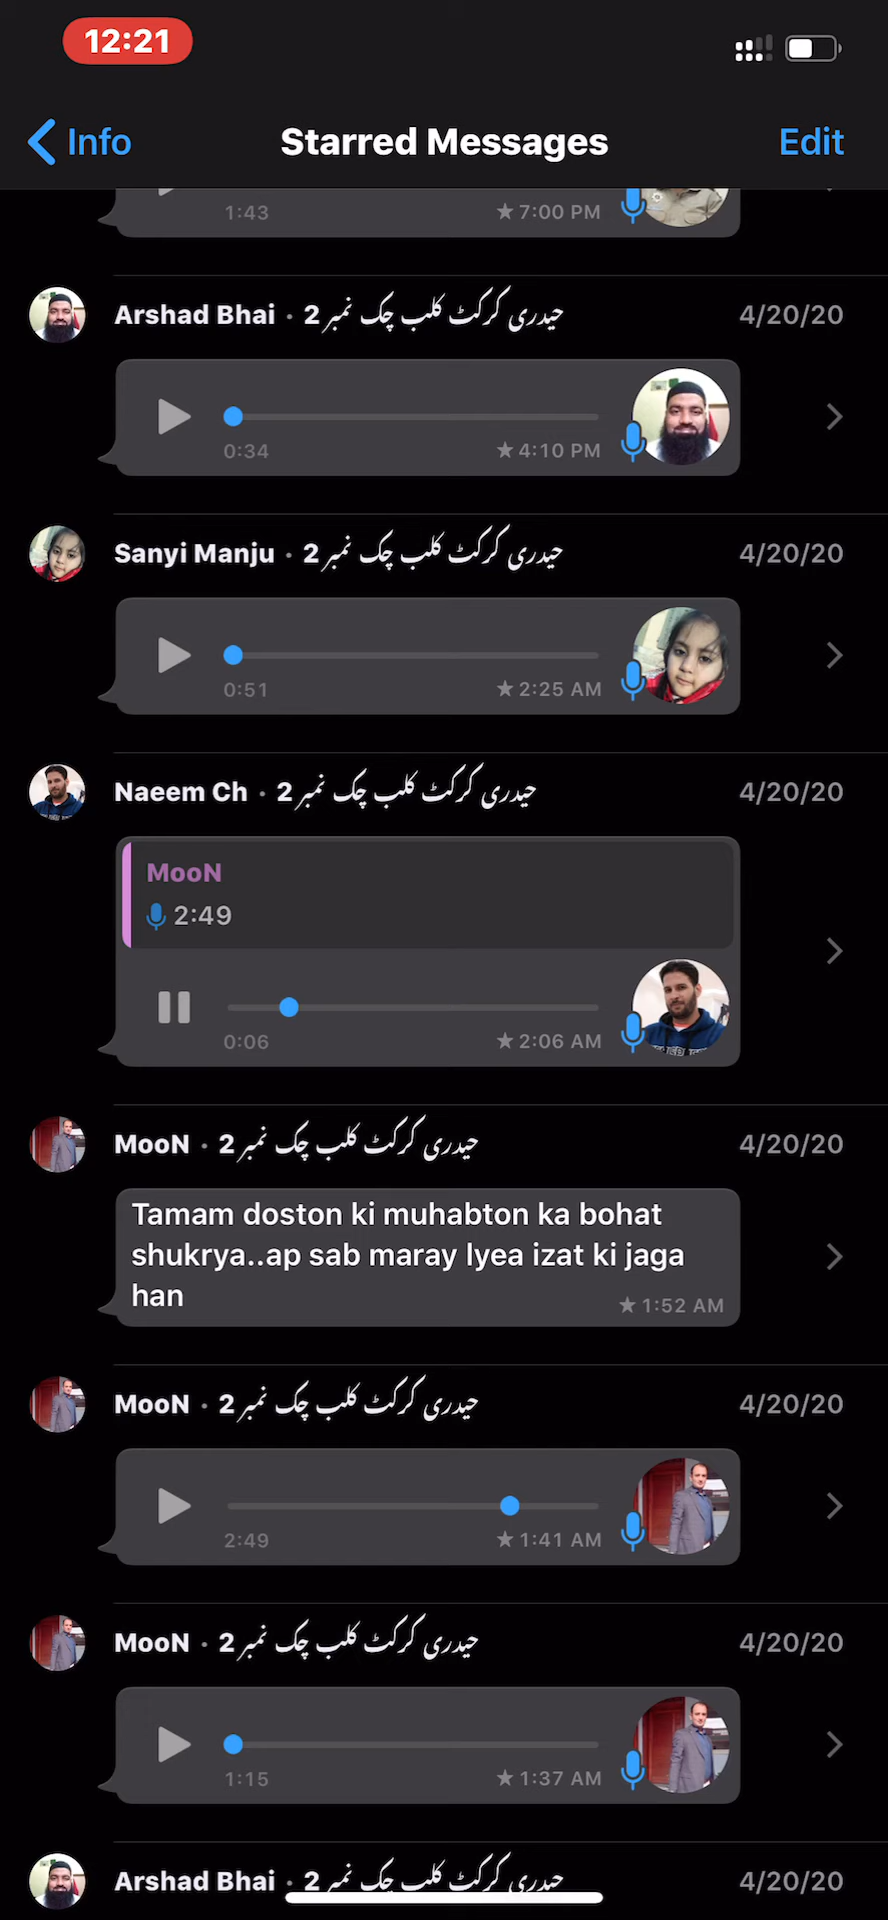 12:21
Info
Starred Messages
Edit
1:43
★ 7:00 PM
Arshad Bhai · حیدری کرکٹ کلب چک نمبر 2
4/20/20
0:34
★ 4:10 PM
Sanyi Manju · حیدری کرکٹ کلب چک نمبر 2
4/20/20
0:51
★ 2:25 AM
Naeem Ch · حیدری کرکٹ کلب چک نمبر 2
4/20/20
MooN
2:49
0:06
★ 2:06 AM
MooN · حیدری کرکٹ کلب چک نمبر 2
4/20/20
Tamam doston ki muhabton ka bohat
shukrya..ap sab maray lyea izat ki jaga
han
★ 1:52 AM
MooN · حیدری کرکٹ کلب چک نمبر 2
4/20/20
2:49
★ 1:41 AM
MooN · حیدری کرکٹ کلب چک نمبر 2
4/20/20
1:15
★ 1:37 AM
Arshad Bhai · حیدری کرکٹ کلب چک نمبر 2
4/20/20